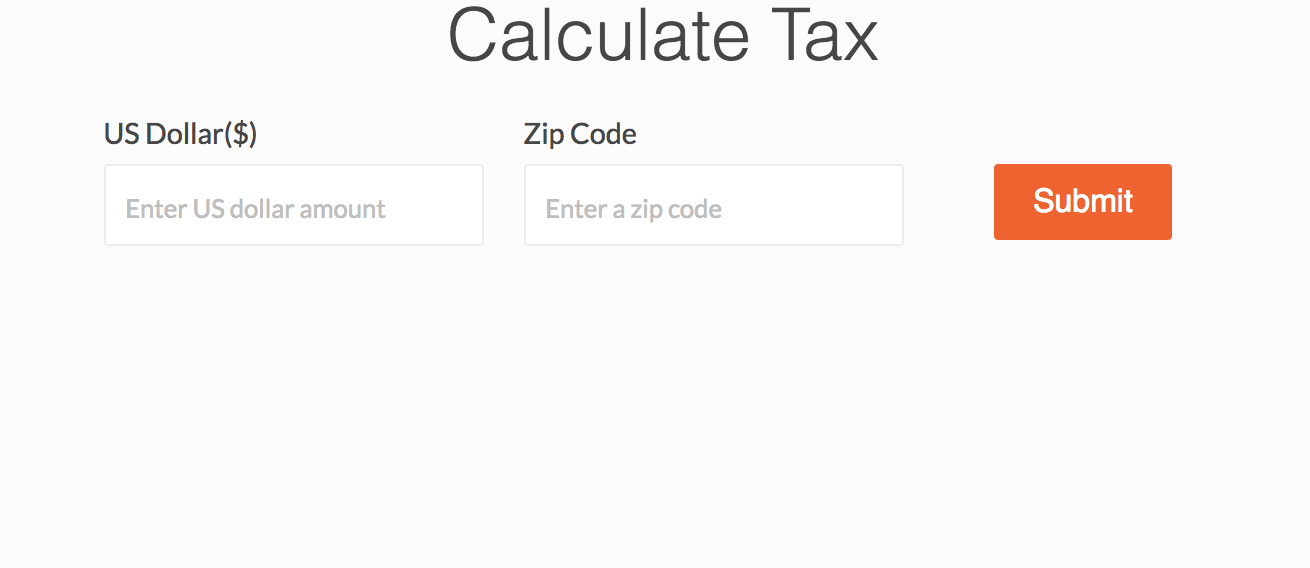 Calculate Tax
US Dollar($)
Zip Code
Enter US dollar amount
Enter a zip code
Submit